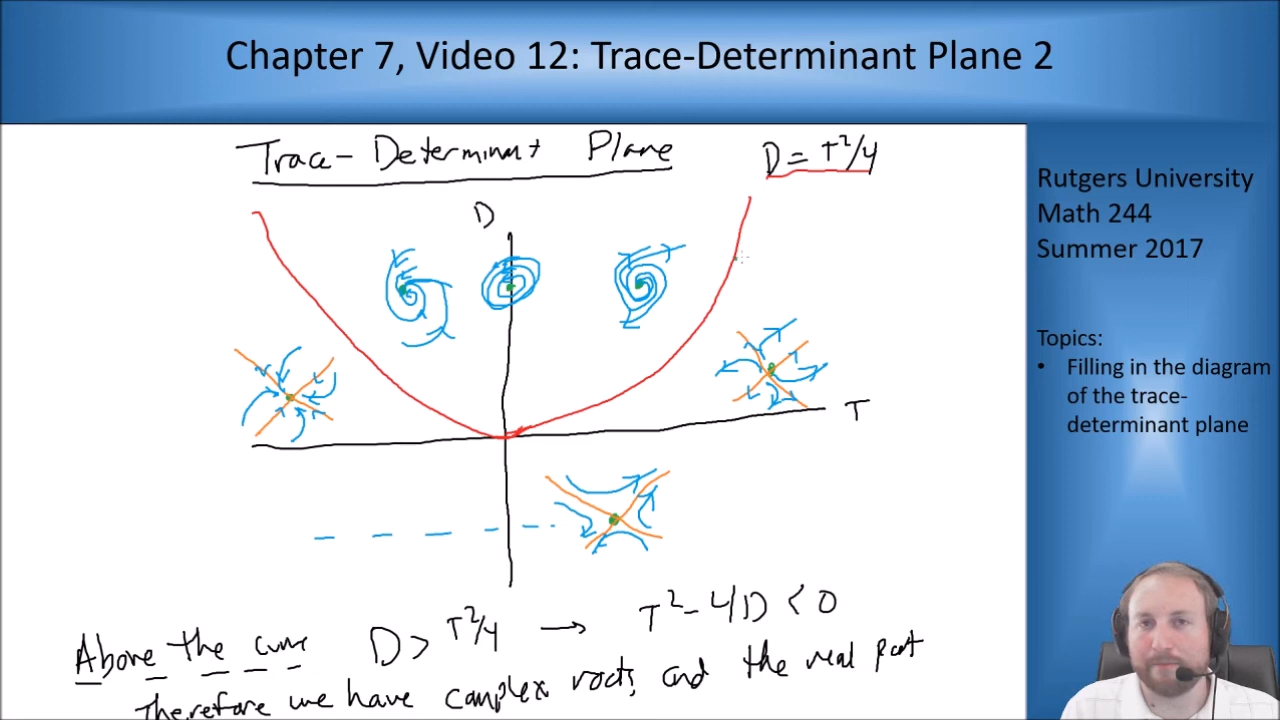 Chapter 7, Video 12: Trace-Determinant Plane 2
Trace-Determinant Plane
D = T²/4
D
T
Above the curve D > T²/4 → T² - 4D < 0
Therefore we have complex roots, and the real part
Rutgers University
Math 244
Summer 2017
Topics:
• Filling in the diagram
of the trace-
determinant plane